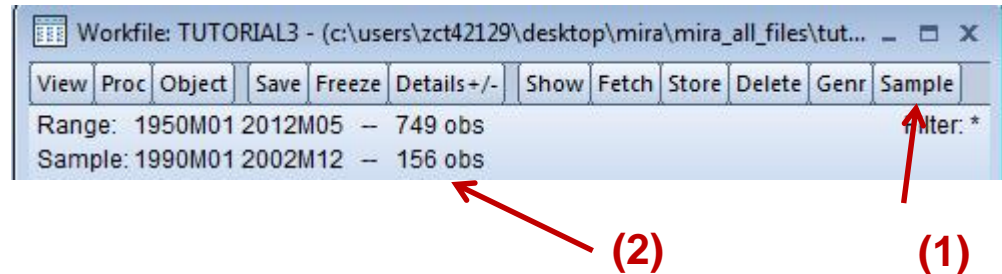 Workfile: TUTORIAL3 - (c:\users\zct42129\desktop\mira\mira_all_files\tut...
View Proc Object Save Freeze Details+/- Show Fetch Store Delete Genr Sample
Range: 1950M01 2012M05 -- 749 obs Filter: *
Sample: 1990M01 2002M12 -- 156 obs
(2) (1)